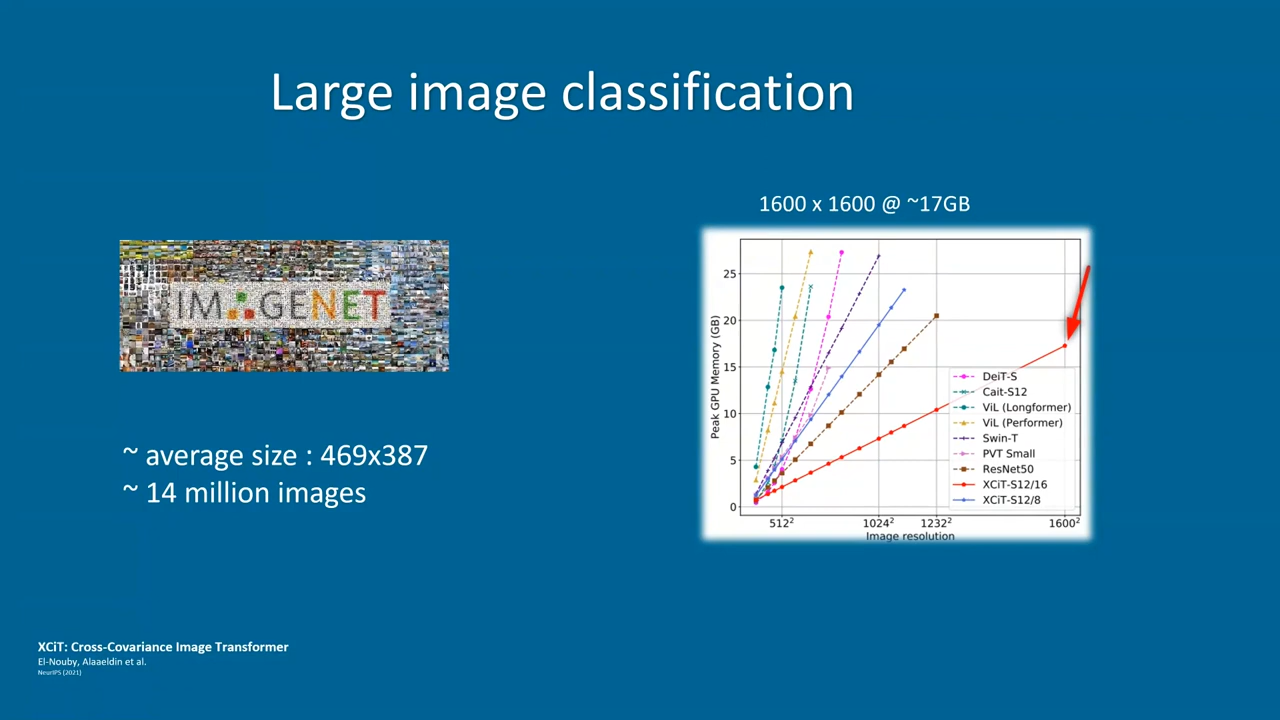 Large image classification
1600 x 1600 @ ~17GB
IMAGENET
~ average size : 469x387
~ 14 million images
Peak GPU Memory (GB)
25
20
15
10
5
0
DeiT-S
Cait-S12
ViL (Longformer)
ViL (Performer)
Swin-T
PVT Small
ResNet50
XCiT-S12/16
XCiT-S12/8
512² 1024² 1232² 1600²
Image resolution
XCiT: Cross-Covariance Image Transformer
El-Nouby, Alaaeldin et al.
NeurIPS (2021)